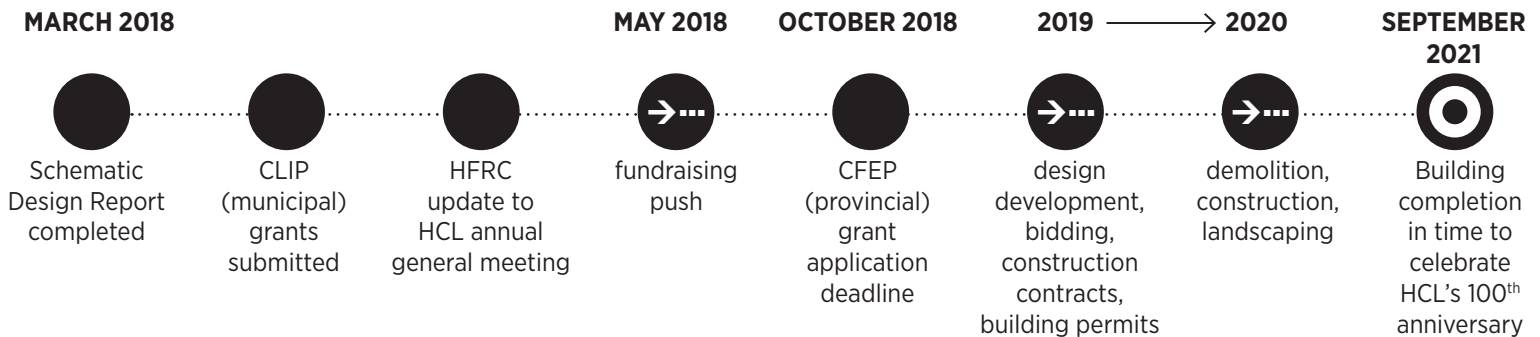 MARCH 2018
MAY 2018
OCTOBER 2018
2019
2020
SEPTEMBER
2021
Schematic
Design Report
completed
CLIP
(municipal)
grants
submitted
HFRC
update to
HCL annual
general meeting
fundraising
push
CFEP
(provincial)
grant
application
deadline
design
development,
bidding,
construction
contracts,
building permits
demolition,
construction,
landscaping
Building
completion
in time to
celebrate
HCL’s 100th
anniversary